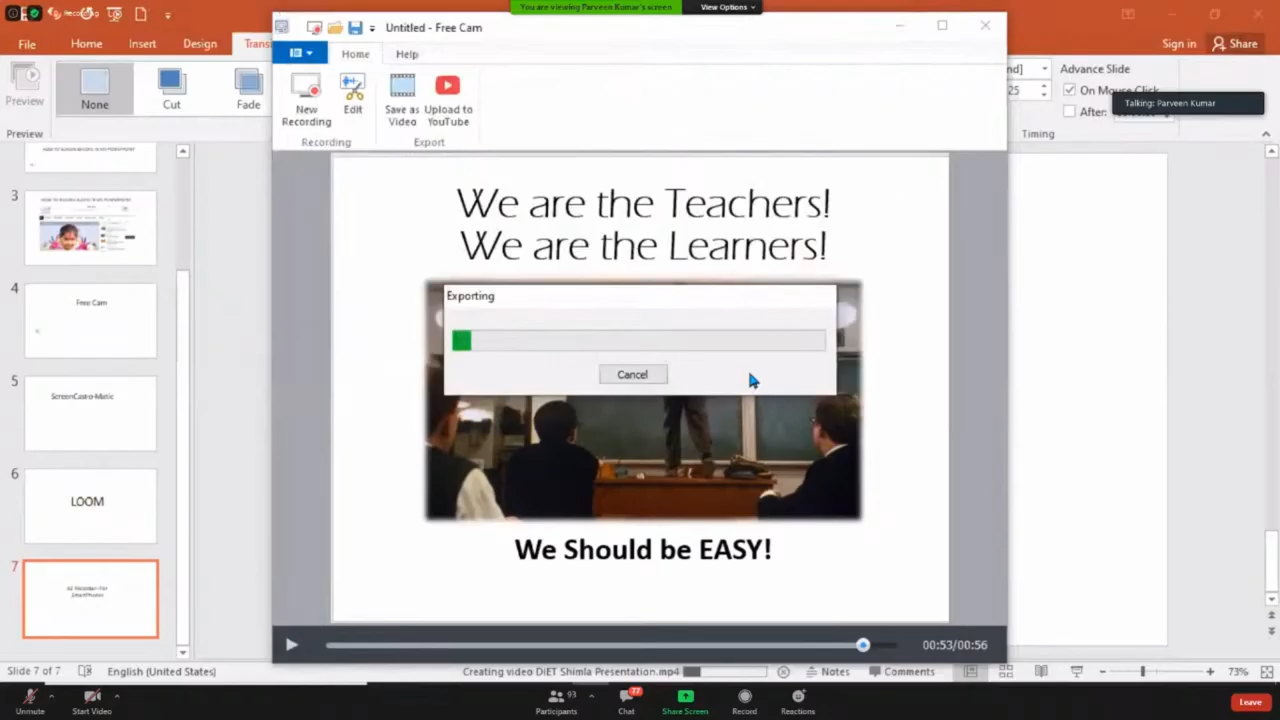 You are viewing Parveen Kumar's screen
View Options
Recording
Untitled - Free Cam
File
Home
Insert
Design
Sign in
Share
Home
Help
Preview
None
Cut
Fade
New Recording
Edit
Save as Video
Upload to YouTube
Recording
Export
Preview
Advance Slide
25
On Mouse Click
After:
Timing
Talking: Parveen Kumar
3
4
Free Cam
5
ScreenCast-o-Matic
6
LOOM
7
We are the Teachers!
We are the Learners!
Exporting
Cancel
We Should be EASY!
00:53/00:56
Slide 7 of 7
English (United States)
Creating video DIET Shimla Presentation.mp4
Notes
Comments
73%
Unmute
Start Video
93
Participants
77
Chat
Share Screen
Record
Reactions
Leave